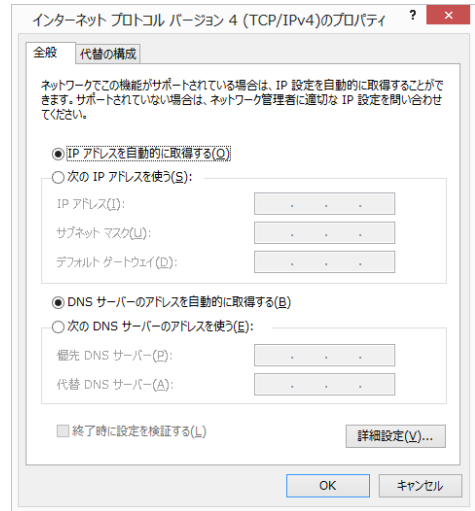 インターネット プロトコル バージョン 4 (TCP/IPv4)のプロパティ
?
×
全般
代替の構成
ネットワークでこの機能がサポートされている場合は、IP 設定を自動的に取得することがで
きます。サポートされていない場合は、ネットワーク管理者に適切な IP 設定を問い合わせ
てください。
IP アドレスを自動的に取得する(O)
次の IP アドレスを使う(S):
IP アドレス(I):
サブネット マスク(U):
デフォルト ゲートウェイ(D):
DNS サーバーのアドレスを自動的に取得する(B)
次の DNS サーバーのアドレスを使う(E):
優先 DNS サーバー(P):
代替 DNS サーバー(A):
終了時に設定を検証する(L)
詳細設定(V)...
OK
キャンセル